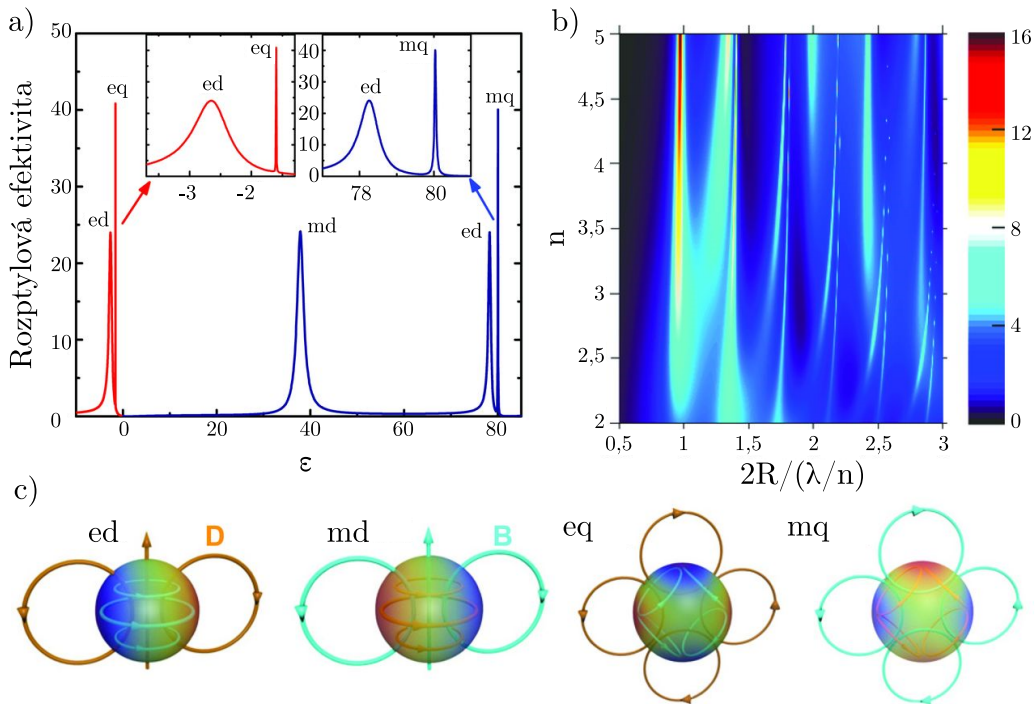 a)
Rozptylová efektivita
50
40
30
20
10
0
eq
ed
md
ed
mq
ed
eq
-3
-2
40
30
20
10
0
ed
mq
78
80
0
20
40
60
80
ε
b)
n
5
4,5
4
3,5
3
2,5
2
0,5
1
1,5
2
2,5
3
2R/(λ/n)
16
12
8
4
0
c)
ed
D
md
B
eq
mq